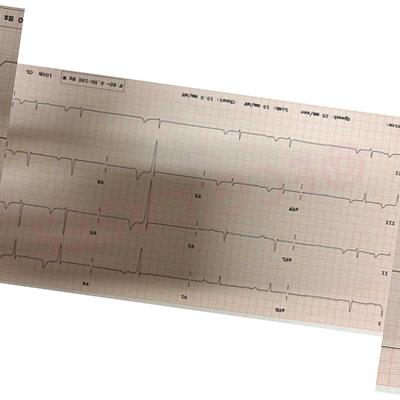 I aVR V1 V4
II aVL V2 V5
III aVF V3 V6
II
Speed: 25 mm/sec Limb: 10 mm/mV Chest: 10.0 mm/mV F 60~ 0.50-100 Hz W 100B CL